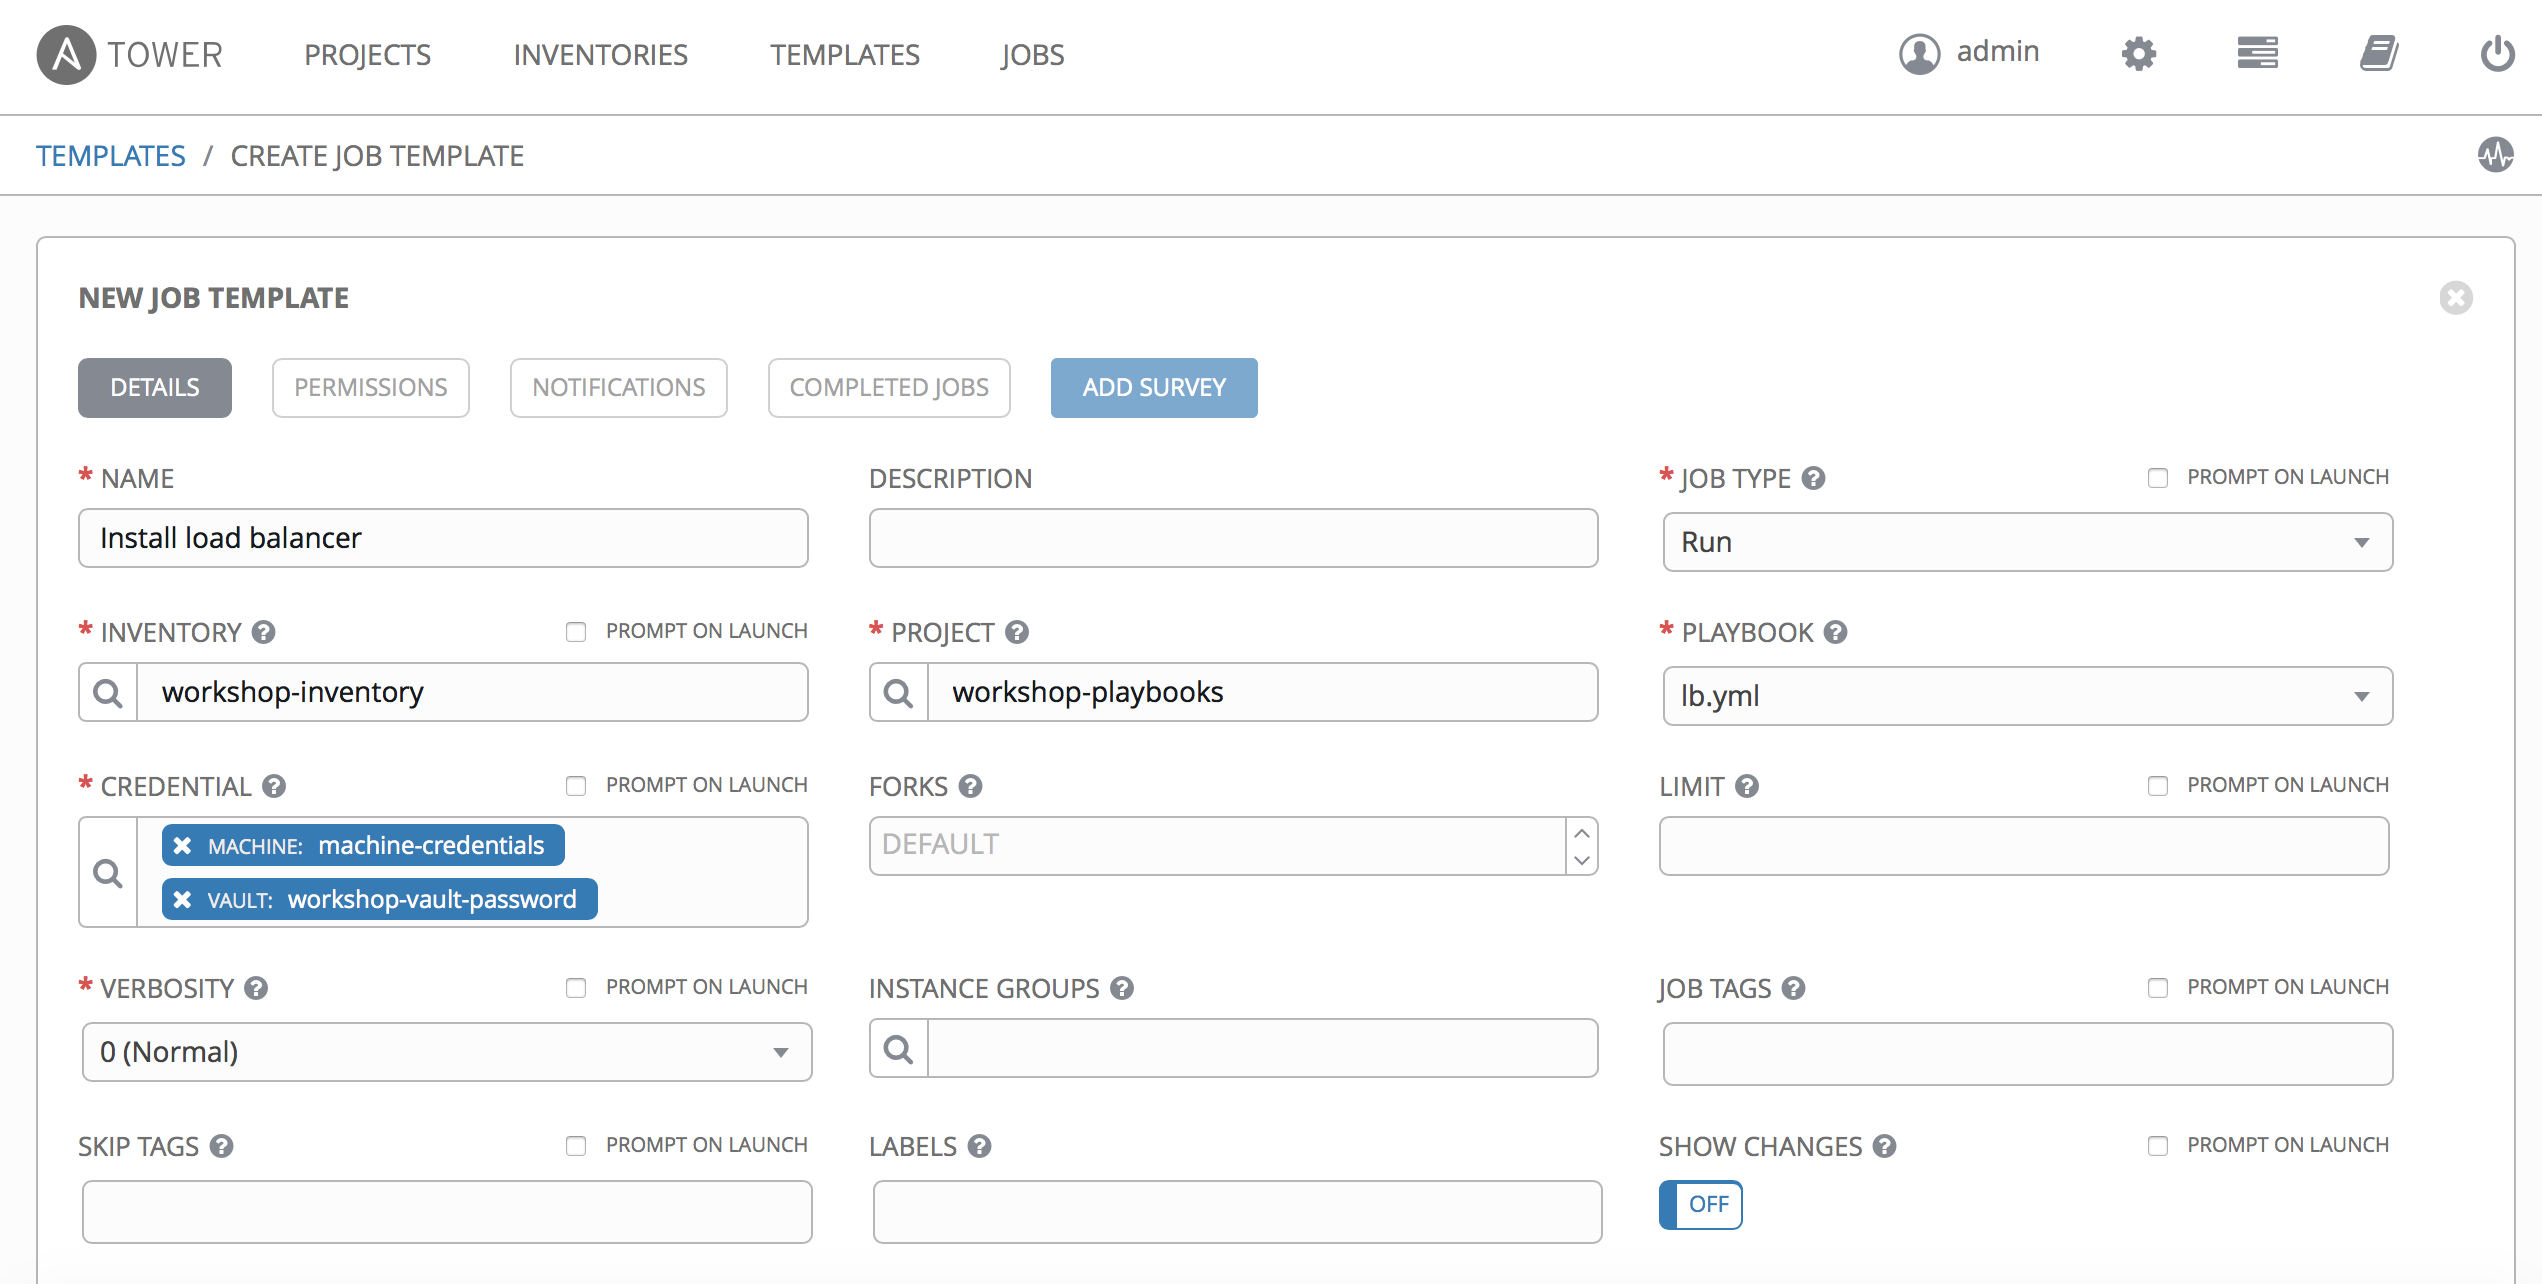 TOWER PROJECTS INVENTORIES TEMPLATES JOBS admin
TEMPLATES / CREATE JOB TEMPLATE
NEW JOB TEMPLATE
DETAILS PERMISSIONS NOTIFICATIONS COMPLETED JOBS ADD SURVEY
* NAME DESCRIPTION * JOB TYPE ? PROMPT ON LAUNCH
Install load balancer Run
* INVENTORY ? PROMPT ON LAUNCH * PROJECT ? * PLAYBOOK ?
workshop-inventory workshop-playbooks lb.yml
* CREDENTIAL ? PROMPT ON LAUNCH FORKS ? LIMIT ? PROMPT ON LAUNCH
MACHINE: machine-credentials DEFAULT
VAULT: workshop-vault-password
* VERBOSITY ? PROMPT ON LAUNCH INSTANCE GROUPS ? JOB TAGS ? PROMPT ON LAUNCH
0 (Normal)
SKIP TAGS ? PROMPT ON LAUNCH LABELS ? SHOW CHANGES ? PROMPT ON LAUNCH
OFF